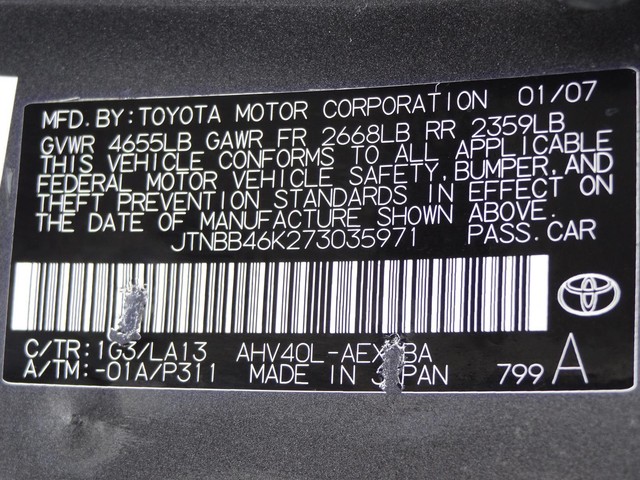 MFD. BY: TOYOTA MOTOR CORPORATION 01/07
GVWR 4655LB GAWR FR 2668LB RR 2359LB
THIS VEHICLE CONFORMS TO ALL APPLICABLE
FEDERAL MOTOR VEHICLE SAFETY, BUMPER, AND
THEFT PREVENTION STANDARDS IN EFFECT ON
THE DATE OF MANUFACTURE SHOWN ABOVE.
JTNBB46K273035971 PASS. CAR
C/TR: 1G3/LA13
A/TM: -01A/P311 MADE IN JAPAN 799 A